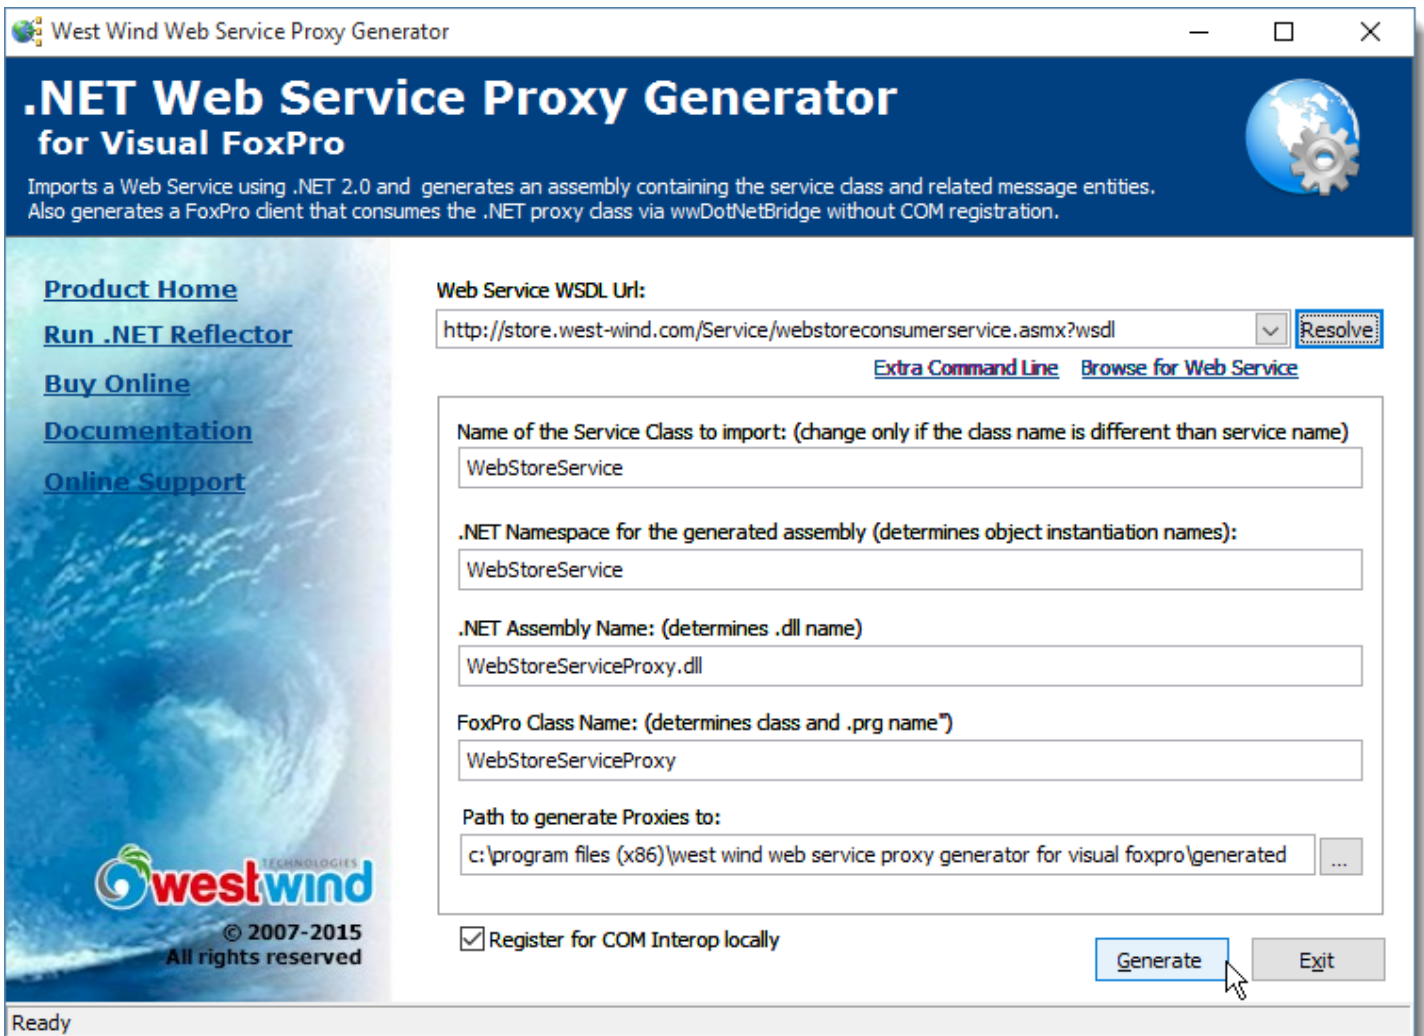 West Wind Web Service Proxy Generator
.NET Web Service Proxy Generator
for Visual FoxPro
Imports a Web Service using .NET 2.0 and  generates an assembly containing the service class and related message entities.
Also generates a FoxPro client that consumes the .NET proxy class via wwDotNetBridge without COM registration.
Product Home
Run .NET Reflector
Buy Online
Documentation
Online Support
TECHNOLOGIES
westwind
© 2007-2015
All rights reserved
Web Service WSDL Url:
http://store.west-wind.com/Service/webstoreconsumerservice.asmx?wsdl
Resolve
Extra Command Line Browse for Web Service
Name of the Service Class to import: (change only if the class name is different than service name)
WebStoreService
.NET Namespace for the generated assembly (determines object instantiation names):
WebStoreService
.NET Assembly Name: (determines .dll name)
WebStoreServiceProxy.dll
FoxPro Class Name: (determines class and .prg name")
WebStoreServiceProxy
Path to generate Proxies to:
c:\program files (x86)\west wind web service proxy generator for visual foxpro\generated
...
Register for COM Interop locally
Generate Exit
Ready